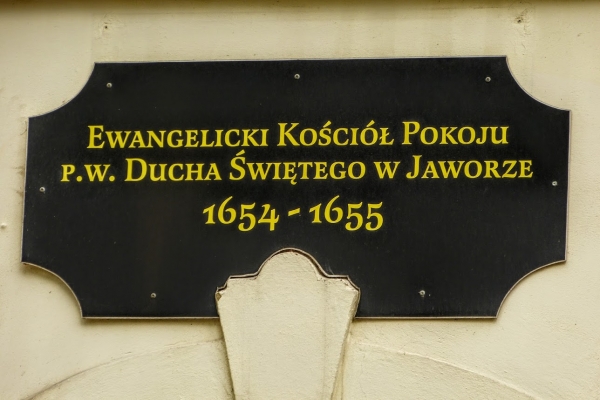 Ewangelicki Kościół Pokoju
p.w. Ducha Świętego w Jaworze
1654 - 1655